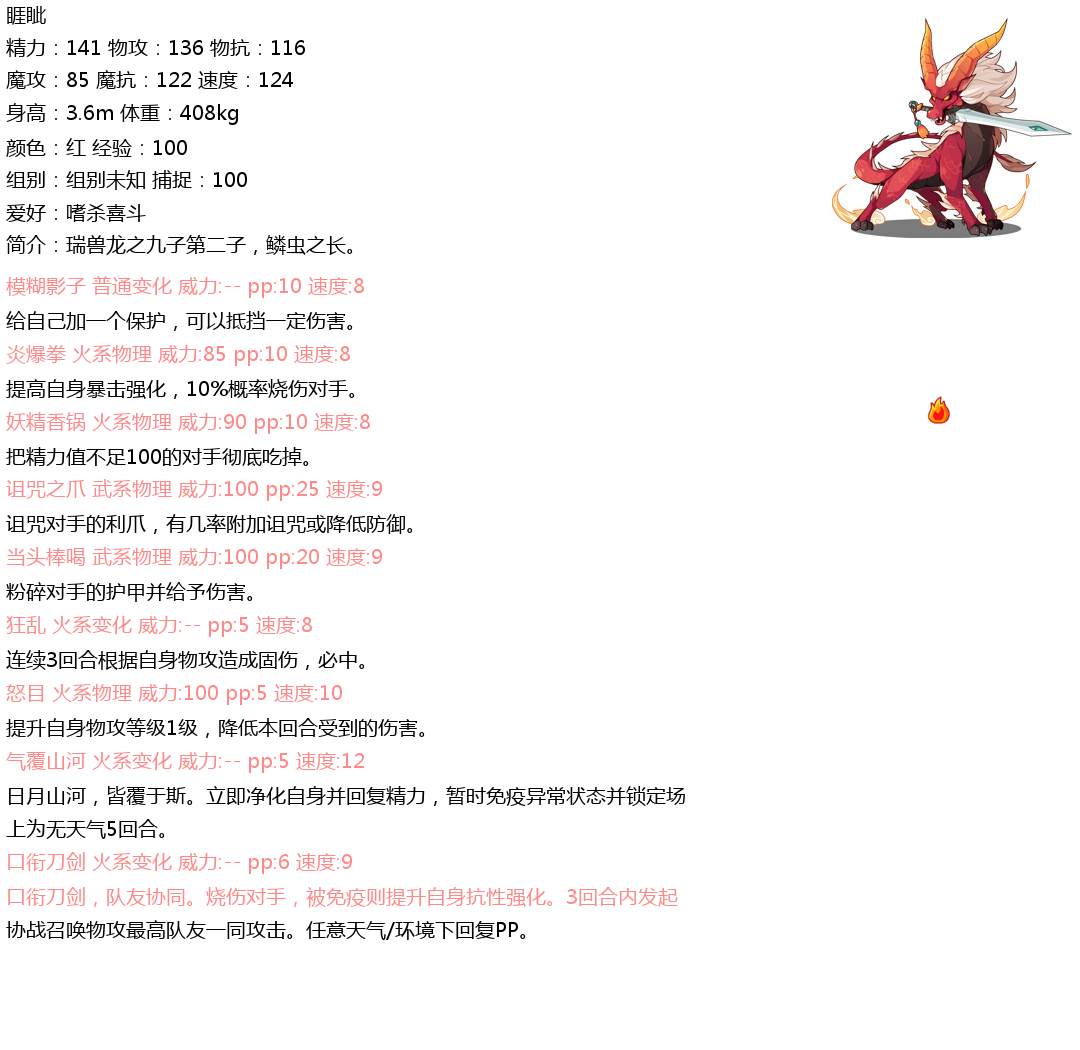 睚眦
精力：141 物攻：136 物抗：116
魔攻：85 魔抗：122 速度：124
身高：3.6m 体重：408kg
颜色：红 经验：100
组别：组别未知 捕捉：100
爱好：嗜杀喜斗
简介：瑞兽龙之九子第二子，鳞虫之长。
模糊影子 普通变化 威力:-- pp:10 速度:8
给自己加一个保护，可以抵挡一定伤害。
炎爆拳 火系物理 威力:85 pp:10 速度:8
提高自身暴击强化，10%概率烧伤对手。
妖精香锅 火系物理 威力:90 pp:10 速度:8
把精力值不足100的对手彻底吃掉。
诅咒之爪 武系物理 威力:100 pp:25 速度:9
诅咒对手的利爪，有几率附加诅咒或降低防御。
当头棒喝 武系物理 威力:100 pp:20 速度:9
粉碎对手的护甲并给予伤害。
狂乱 火系变化 威力:-- pp:5 速度:8
连续3回合根据自身物攻造成固伤，必中。
怒目 火系物理 威力:100 pp:5 速度:10
提升自身物攻等级1级，降低本回合受到的伤害。
气覆山河 火系变化 威力:-- pp:5 速度:12
日月山河，皆覆于斯。立即净化自身并回复精力，暂时免疫异常状态并锁定场
上为无天气5回合。
口衔刀剑 火系变化 威力:-- pp:6 速度:9
口衔刀剑，队友协同。烧伤对手，被免疫则提升自身抗性强化。3回合内发起
协战召唤物攻最高队友一同攻击。任意天气/环境下回复PP。